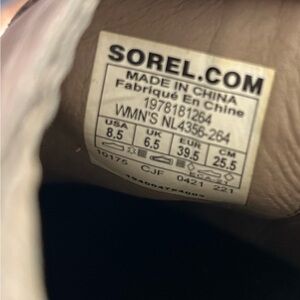 SOREL.COM
MADE IN CHINA
Fabriqué En Chine
1978181264
WMN'S NL4356-264
USA UK EUR CM
8.5 6.5 39.5 25.5
10175 CJF 0421 221